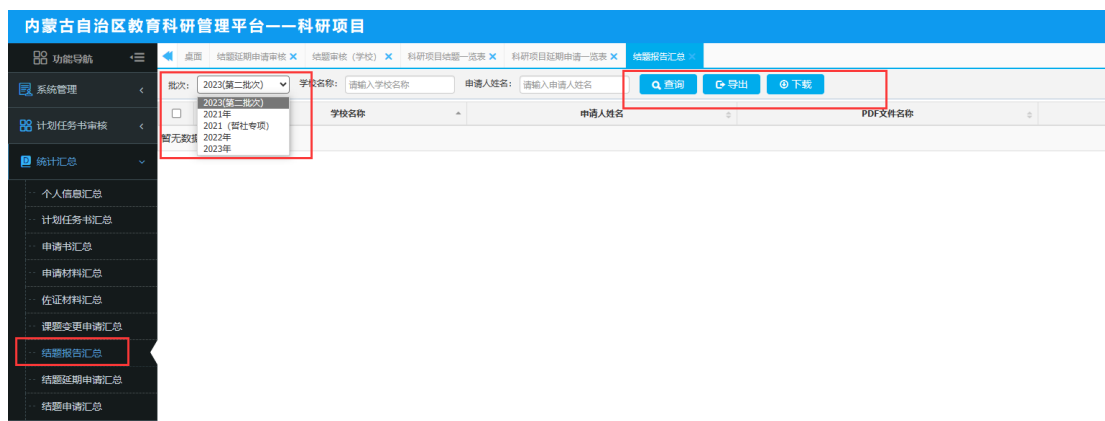 内蒙古自治区教育科研管理平台——科研项目
功能导航
桌面 结题延期申请审核 结题审核（学校） 科研项目结题一览表 科研项目延期申请一览表 结题报告汇总
批次： 2023(第二批次) 学校名称： 请输入学校名称 申请人姓名： 请输入申请人姓名 查询 导出 下载
2023(第二批次)
2021年
2021（暂社专项）
2022年
2023年
学校名称 申请人姓名 PDF文件名称
暂无数据
系统管理
计划任务书审核
统计汇总
个人信息汇总
计划任务书汇总
申请书汇总
申请材料汇总
佐证材料汇总
课题变更申请汇总
结题报告汇总
结题延期申请汇总
结题申请汇总